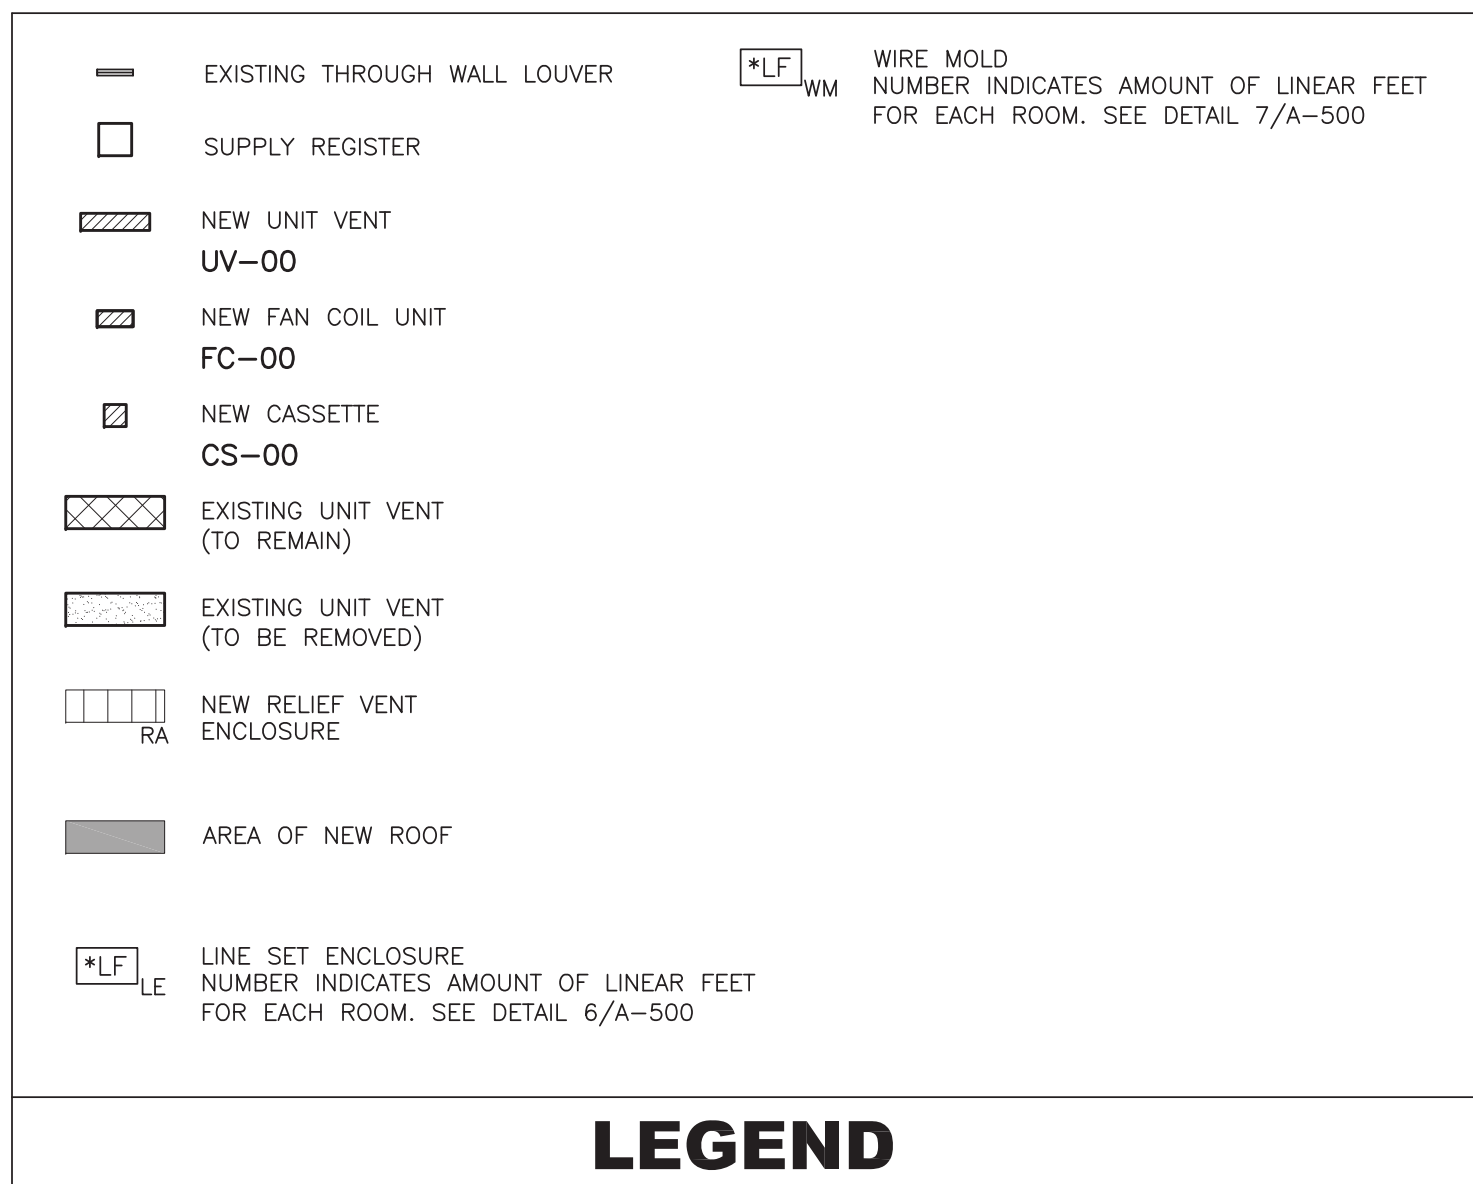 EXISTING THROUGH WALL LOUVER
SUPPLY REGISTER
NEW UNIT VENT
UV-00
NEW FAN COIL UNIT
FC-00
NEW CASSETTE
CS-00
EXISTING UNIT VENT
(TO REMAIN)
EXISTING UNIT VENT
(TO BE REMOVED)
NEW RELIEF VENT
ENCLOSURE
RA
AREA OF NEW ROOF
*LF
LE
LINE SET ENCLOSURE
NUMBER INDICATES AMOUNT OF LINEAR FEET
FOR EACH ROOM. SEE DETAIL 6/A-500
*LF
WM
WIRE MOLD
NUMBER INDICATES AMOUNT OF LINEAR FEET
FOR EACH ROOM. SEE DETAIL 7/A-500
LEGEND